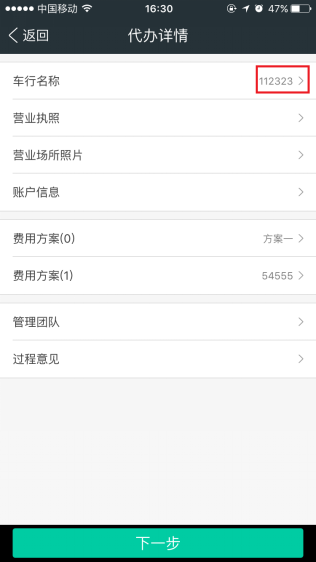 中国移动 16:30 47%
返回 代办详情
车行名称 112323
营业执照
营业场所照片
账户信息
费用方案(0) 方案一
费用方案(1) 54555
管理团队
过程意见
下一步